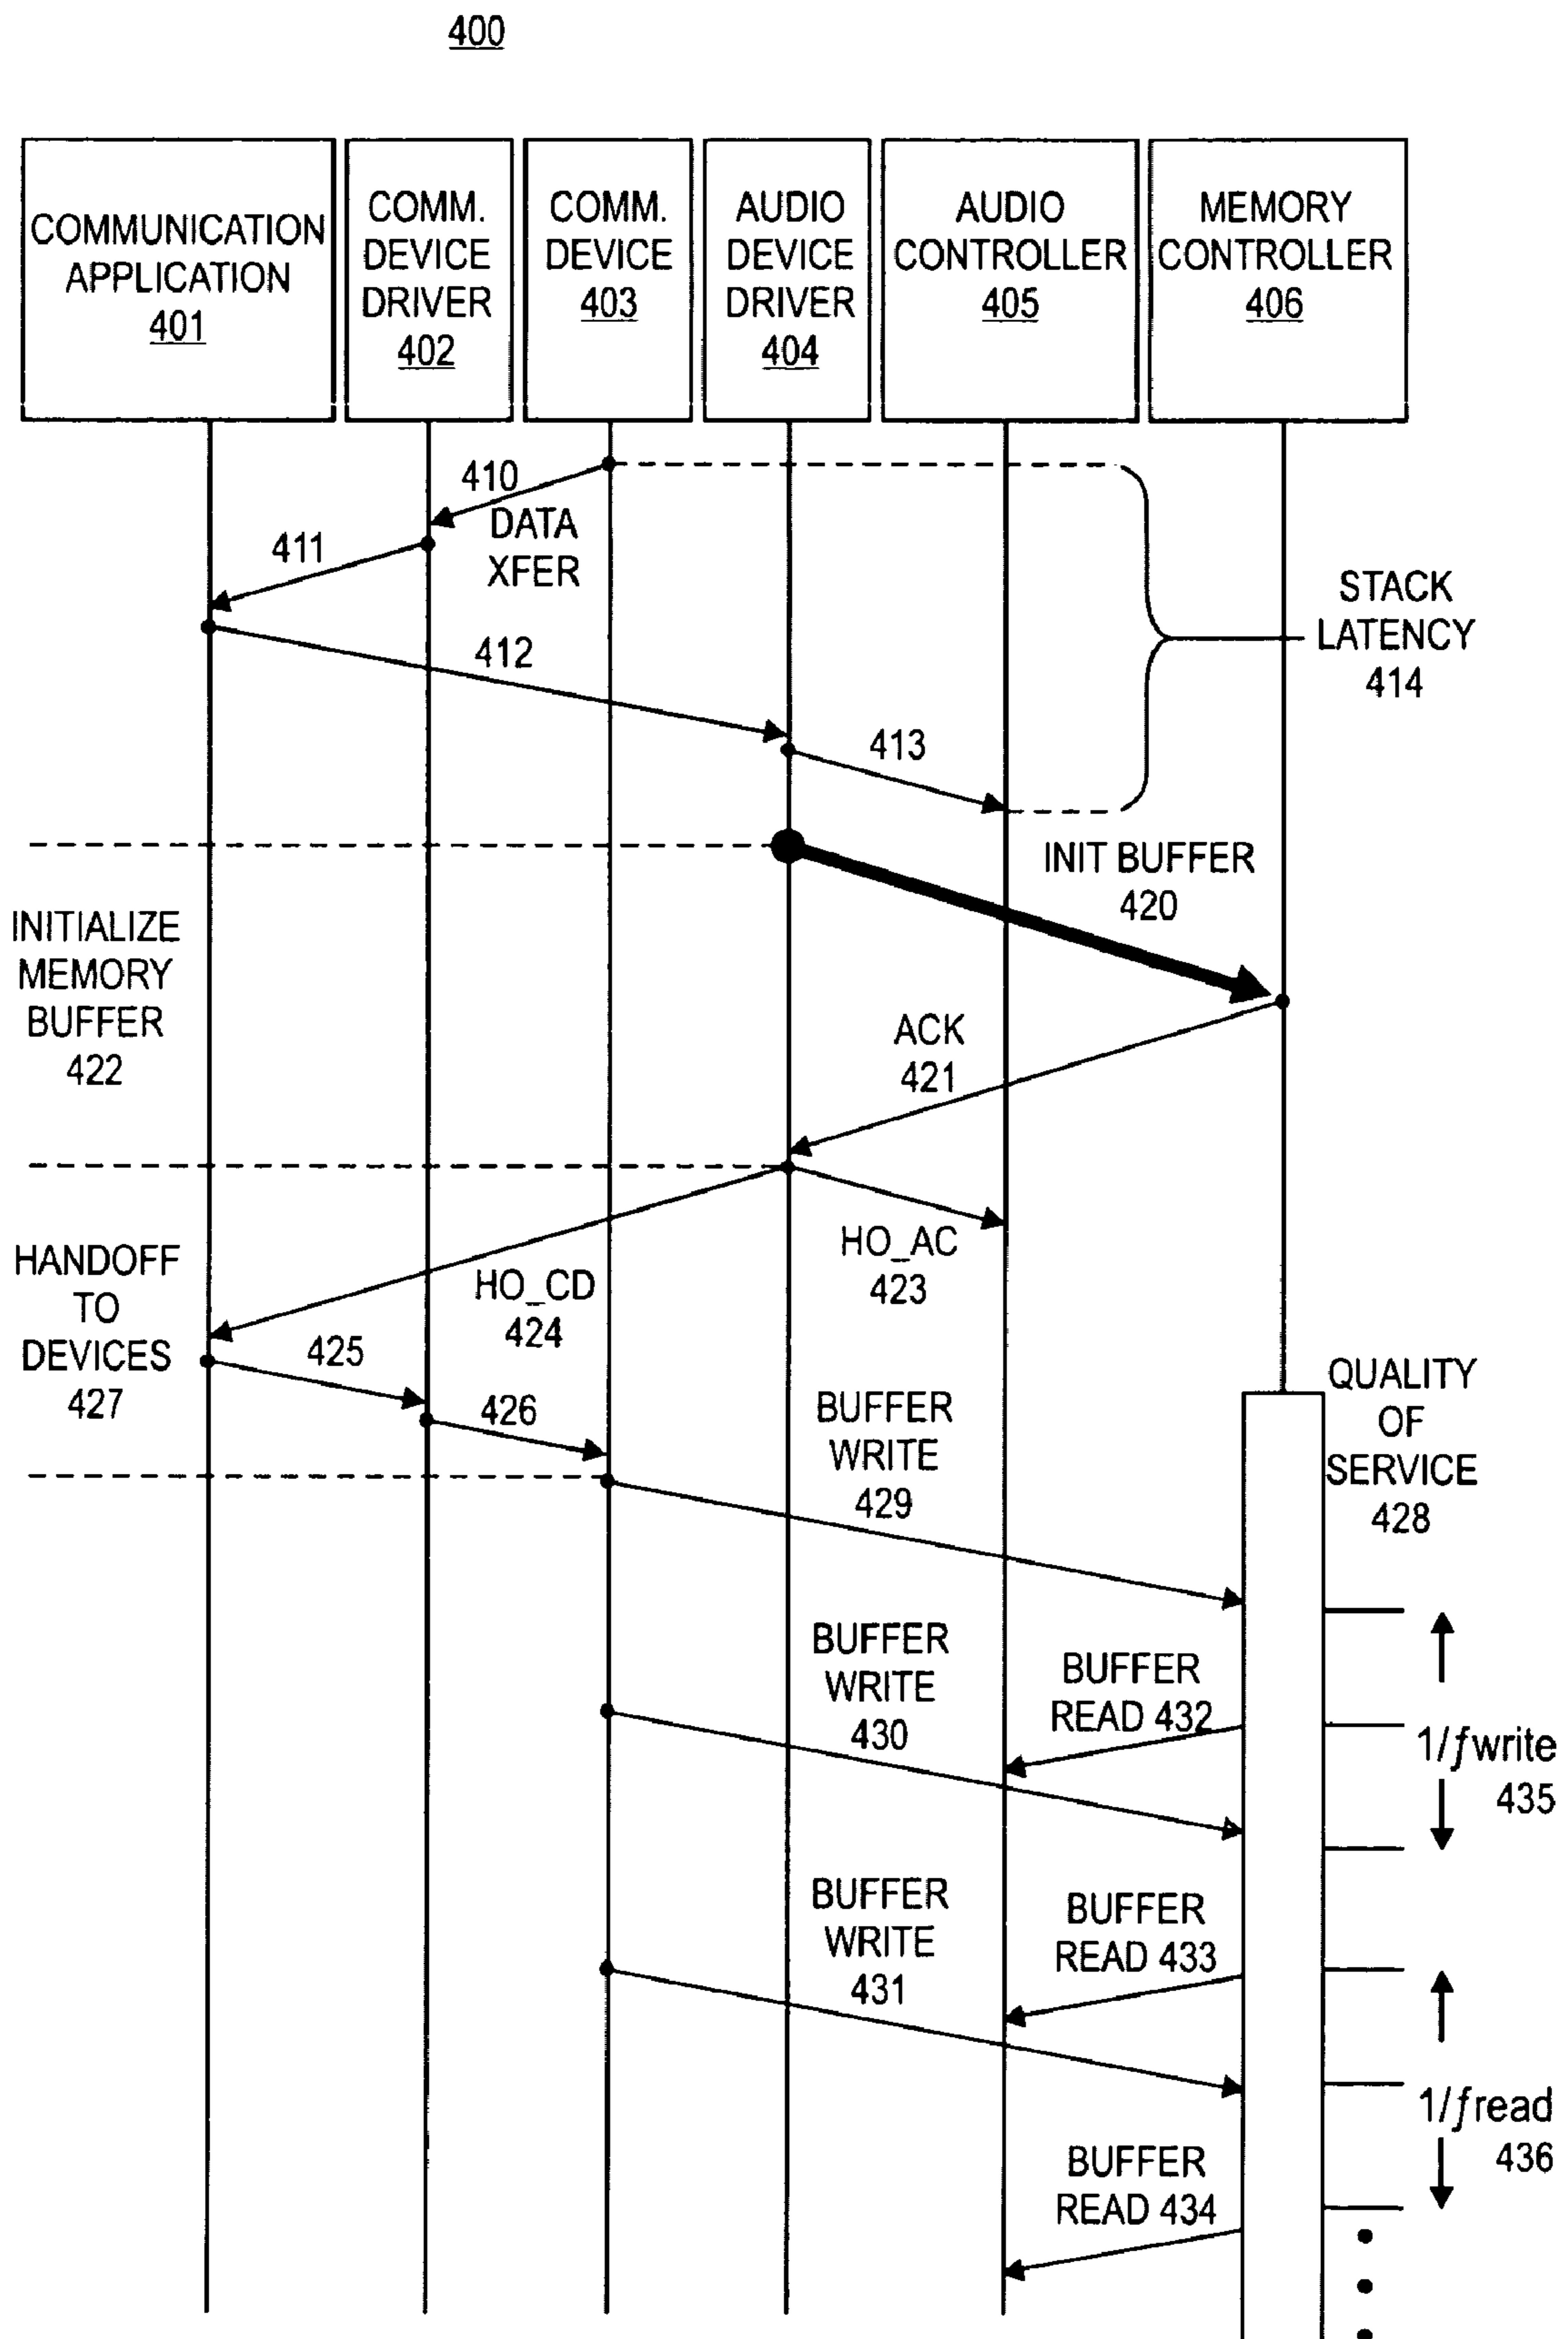 400
COMMUNICATION
APPLICATION
401
COMM.
DEVICE
DRIVER
402
COMM.
DEVICE
403
AUDIO
DEVICE
DRIVER
404
AUDIO
CONTROLLER
405
MEMORY
CONTROLLER
406
410
DATA
XFER
411
412
413
STACK
LATENCY
414
INIT BUFFER
420
INITIALIZE
MEMORY
BUFFER
422
ACK
421
HO_AC
423
HO_CD
424
HANDOFF
TO
DEVICES
427
425
426
QUALITY
OF
SERVICE
428
BUFFER
WRITE
429
BUFFER
WRITE
430
BUFFER
READ 432
1/ƒwrite
435
BUFFER
WRITE
431
BUFFER
READ 433
1/ƒread
436
BUFFER
READ 434